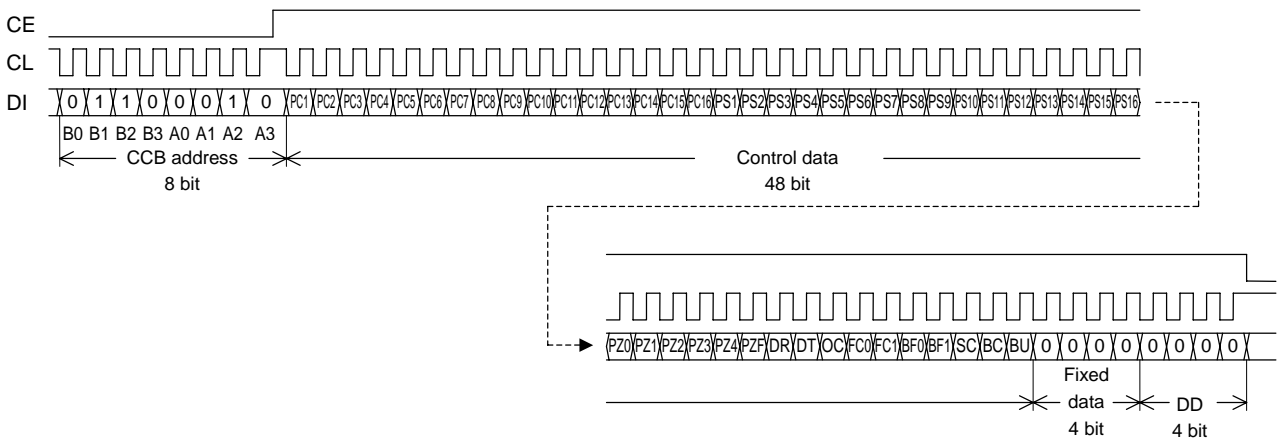 CE
CL
DI 0 1 1 0 0 0 1 0 PC1 PC2 PC3 PC4 PC5 PC6 PC7 PC8 PC9 PC10 PC11 PC12 PC13 PC14 PC15 PC16 PS1 PS2 PS3 PS4 PS5 PS6 PS7 PS8 PS9 PS10 PS11 PS12 PS13 PS14 PS15 PS16
B0 B1 B2 B3 A0 A1 A2 A3
CCB address Control data
8 bit 48 bit
PZ0 PZ1 PZ2 PZ3 PZ4 PZF DR DT OC FC0 FC1 BF0 BF1 SC BC BU 0 0 0 0 0 0 0 0
Fixed
data DD
4 bit 4 bit